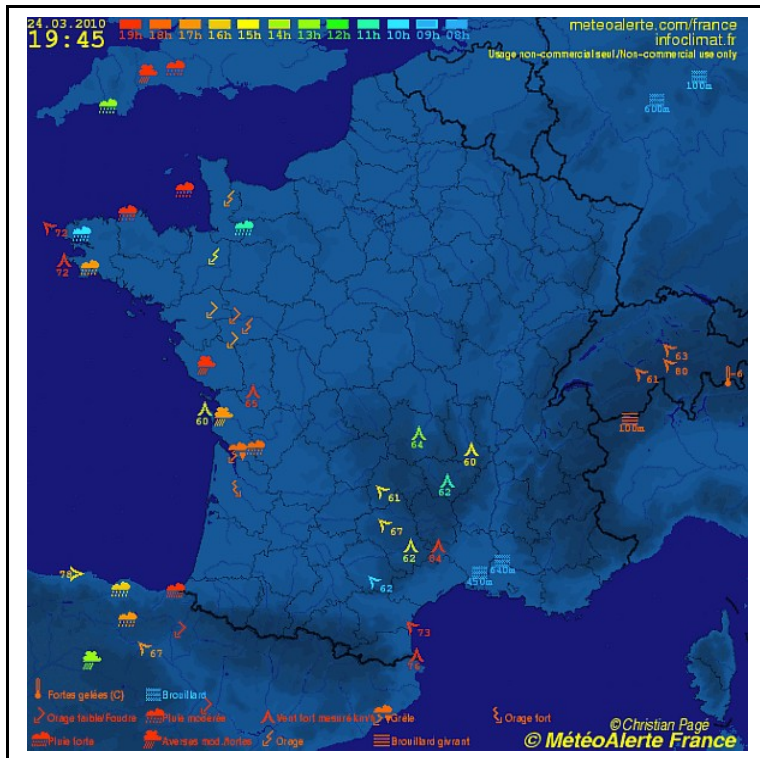 24.03.2010
19:45
19h 18h 17h 16h 15h 14h 13h 12h 11h 10h 09h 08h
meteoalerte.com/france
infoclimat.fr
Usage non-commercial seul/Non-commercial use only
100m
600m
72
72
63
80
61
-6
100m
65
60
64
60
62
61
67
62
94
62
450m
640m
78
67
73
76
Fortes gelées (C)
Brouillard
Orage faible/Foudre
Pluie modérée
Vent fort mesuré km/h
Grêle
Orage fort
Pluie forte
Averses mod./fortes
Orage
Brouillard givrant
©Christian Pagé
© MétéoAlerte France